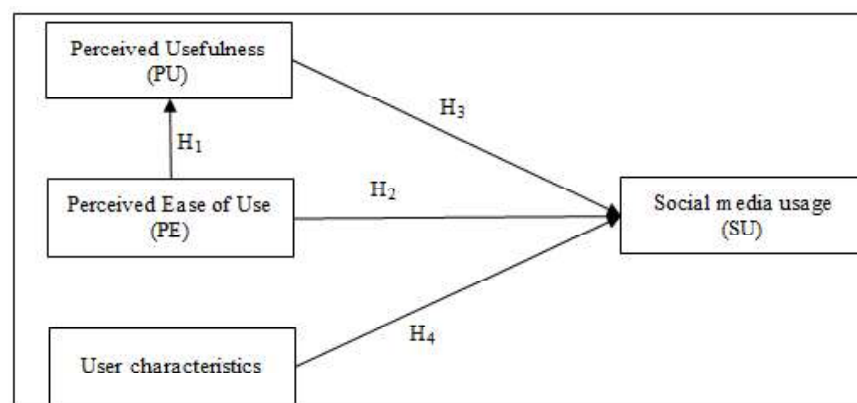 Perceived Usefulness
(PU)
H3
H1
Perceived Ease of Use
(PE)
H2
Social media usage
(SU)
H4
User characteristics